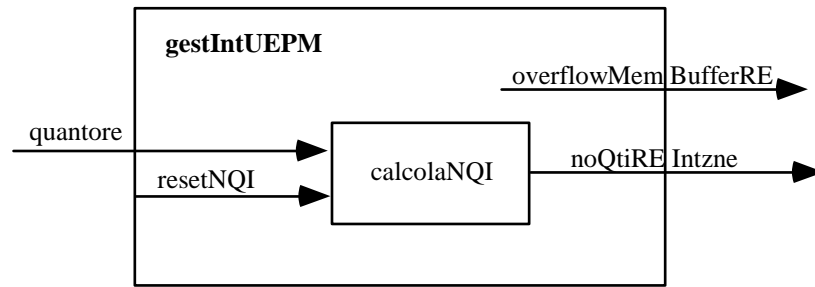 gestIntUEPM
overflowMem BufferRE
quantore
resetNQI
calcolaNQI
noQtiRE Intzne